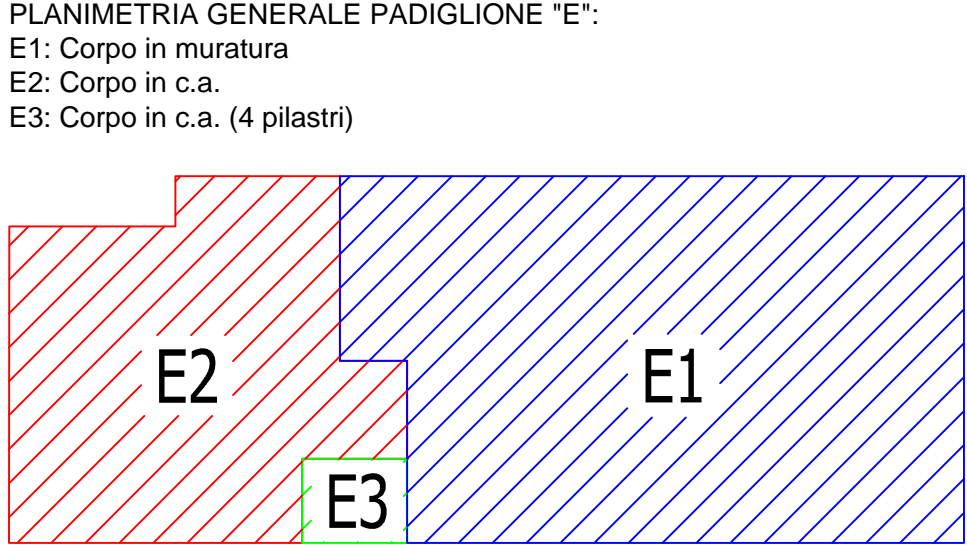 PLANIMETRIA GENERALE PADIGLIONE "E":
E1: Corpo in muratura
E2: Corpo in c.a.
E3: Corpo in c.a. (4 pilastri)
E2
E1
E3